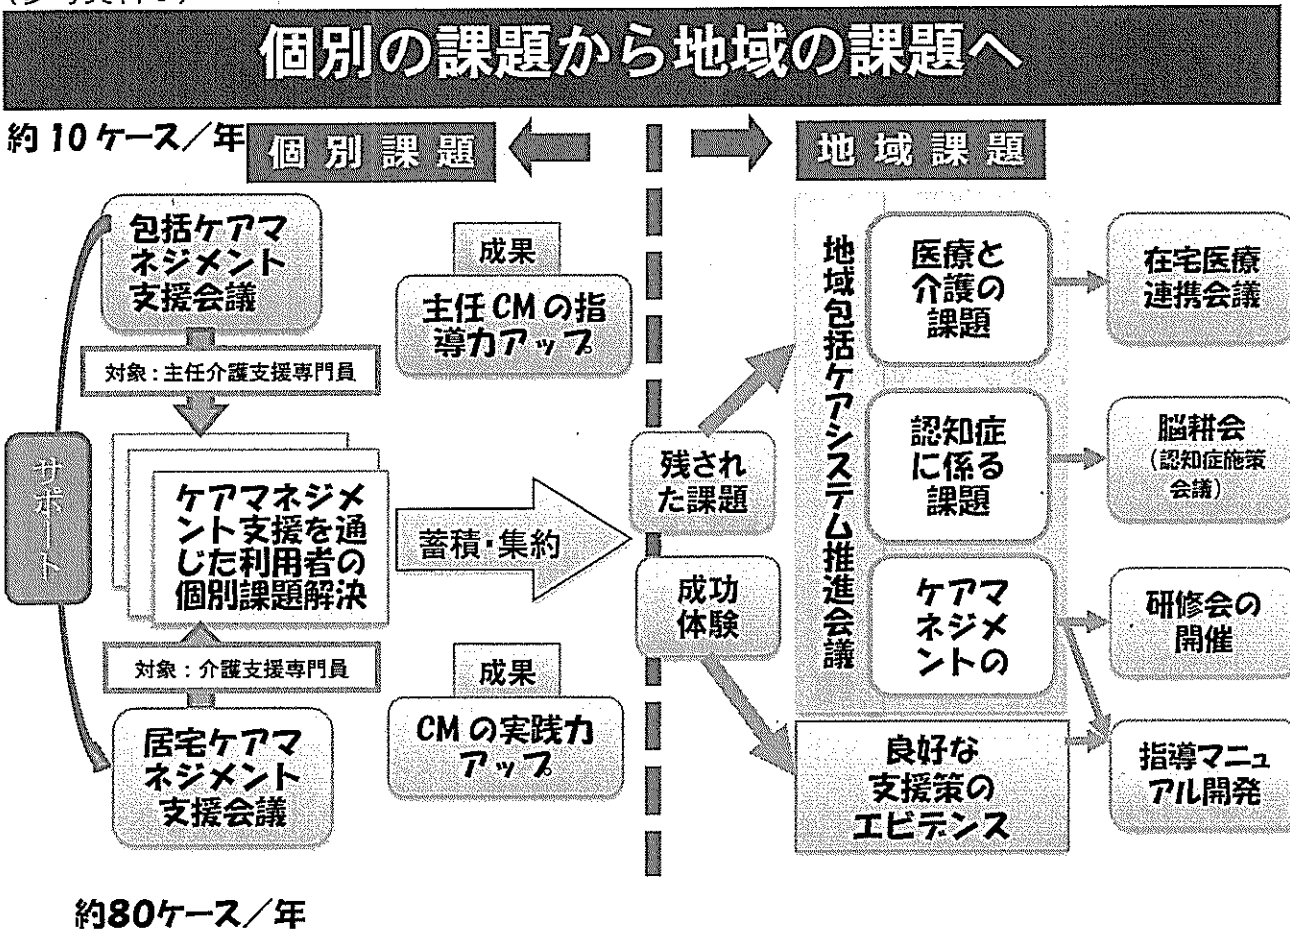 個別の課題から地域の課題へ
約10ケース／年
個別課題
地域課題
包括ケアマ
ネジメント
支援会議
対象：主任介護支援専門員
成果
主任CMの指
導力アップ
サポート
ケアマネジメ
ント支援を通
じた利用者の
個別課題解決
蓄積・集約
対象：介護支援専門員
居宅ケアマ
ネジメント
支援会議
成果
CMの実践力
アップ
約80ケース／年
残され
た課題
成功
体験
地域包括ケアシステム推進会議
医療と
介護の
課題
認知症
に係る
課題
ケアマ
ネジメ
ントの
良好な
支援策の
エビデンス
在宅医療
連携会議
脳耕会
（認知症施策
会議）
研修会の
開催
指導マニュ
アル開発